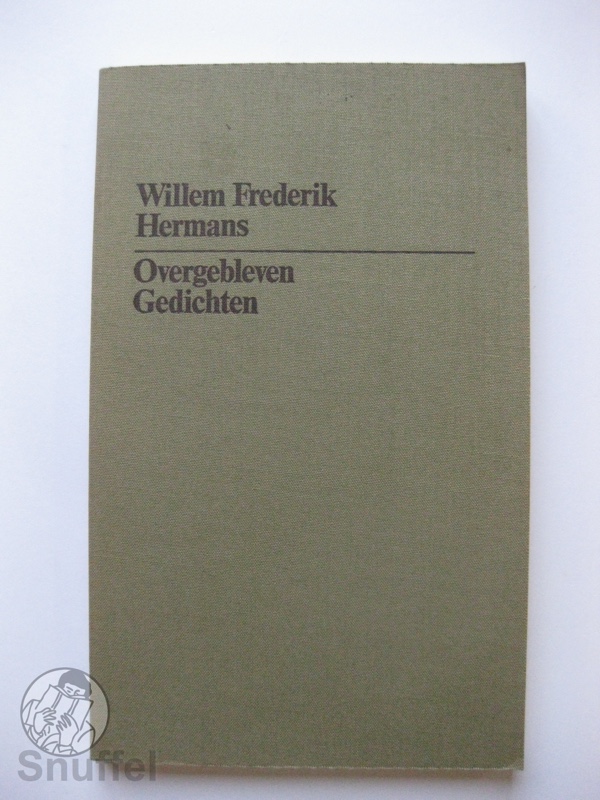 Willem Frederik
Hermans
Overgebleven
Gedichten
Snuffel